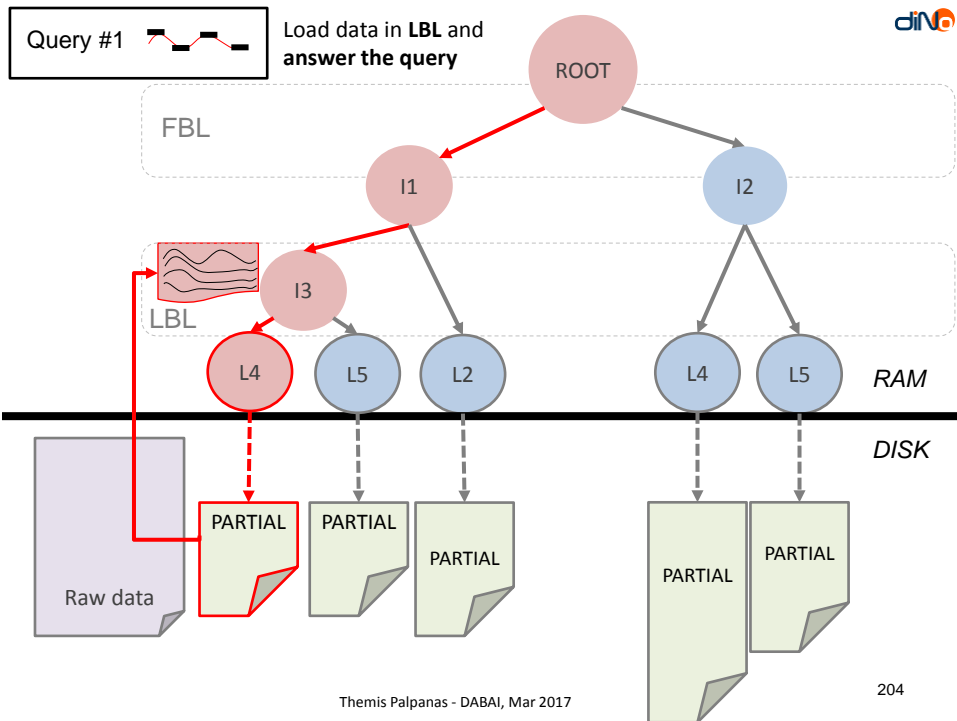 Query #1
Load data in LBL and
answer the query
diNo
ROOT
FBL
I1
I2
I3
LBL
L4
L5
L2
L4
L5
RAM
DISK
PARTIAL
PARTIAL
PARTIAL
PARTIAL
PARTIAL
Raw data
Themis Palpanas - DABAI, Mar 2017
204